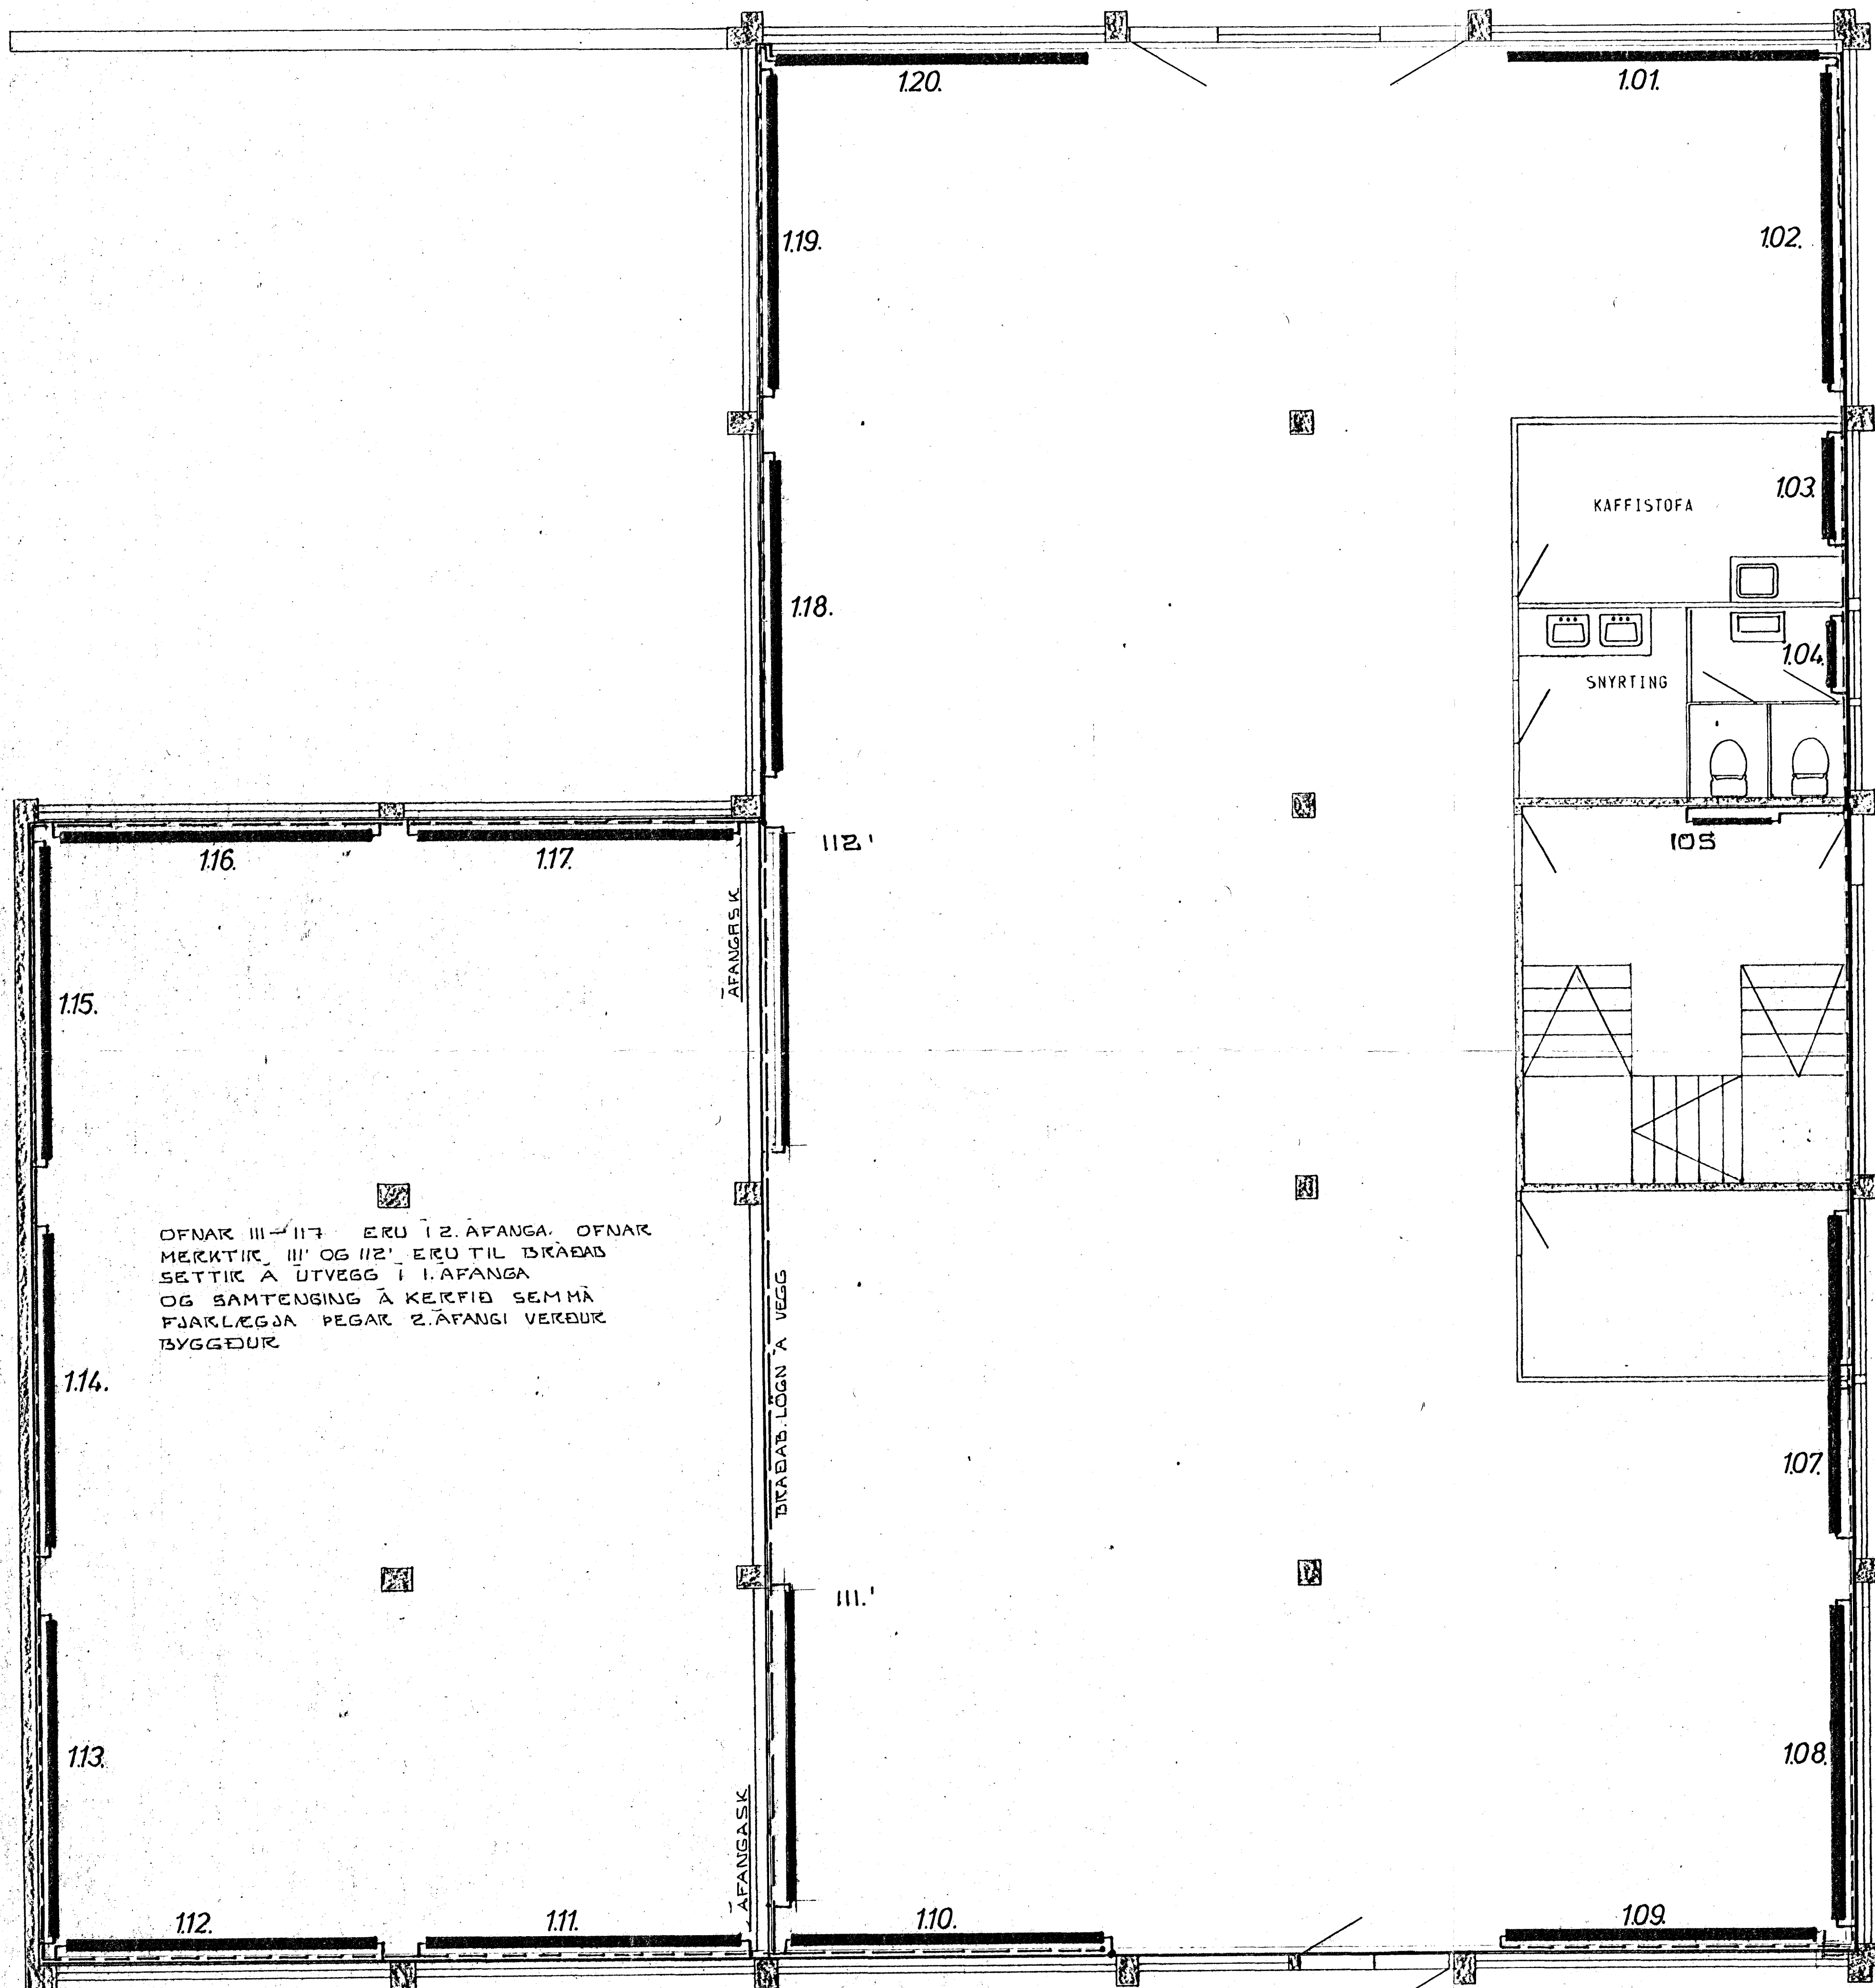 1.20.
1.01.
1.19.
1.02.
1.03.
KAFFISTOFA
1.18.
1.04.
SNYRTING
1.16.
1.17.
112'
105
ÁFANGASK
1.15.
OFNAR 111-117 ERU Í 2. ÁFANGA. OFNAR
MERKTIR 111' OG 112' ERU TIL BRÁÐAB
SETTIR Á ÚTVEGG Í 1. ÁFANGA
OG SAMTENGING Á KERFIÐ SEM MÁ
FJARLÆGJA ÞEGAR 2. ÁFANGI VERÐUR
BYGGÐUR
BRÁÐAB. LÖGN Á VEGG
1.14.
1.07.
111.'
1.13.
1.08.
ÁFANGASK
1.12.
1.11.
1.10.
1.09.